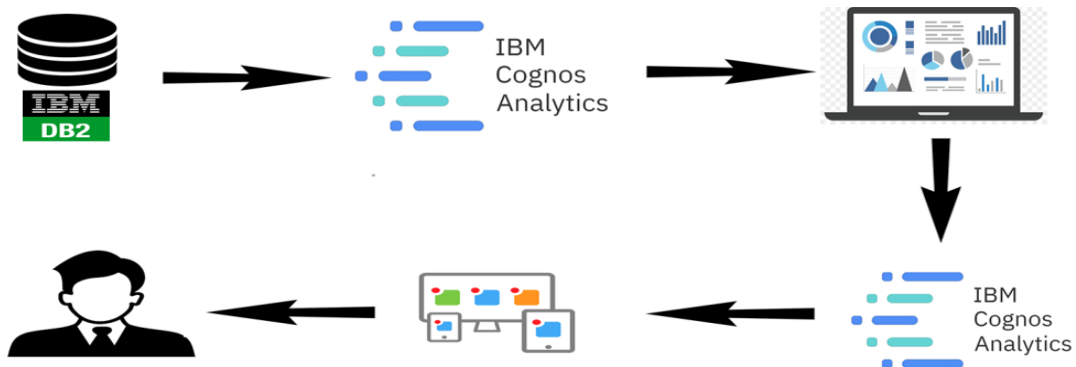 IBM
DB2
IBM
Cognos
Analytics
IBM
Cognos
Analytics